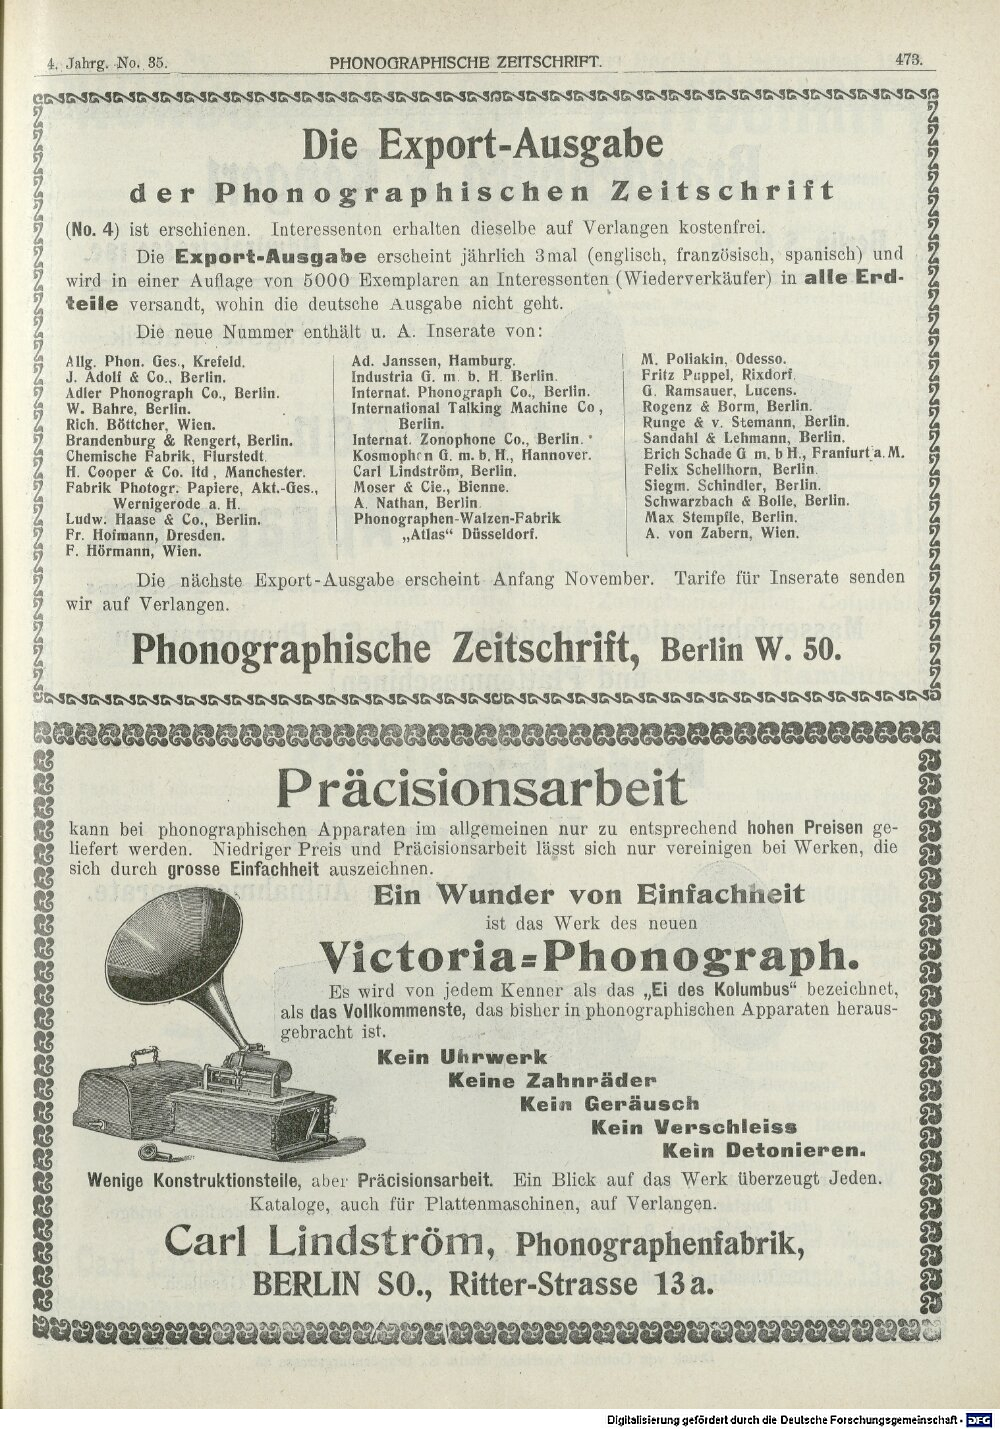 4. Jahrg. No. 35.
PHONOGRAPHISCHE ZEITSCHRIFT.
473.
Die Export-Ausgabe
der Phonographischen Zeitschrift
(No. 4) ist erschienen. Interessenten erhalten dieselbe auf Verlangen kostenfrei.
Die Export-Ausgabe erscheint jährlich 3mal (englisch, französisch, spanisch) und
wird in einer Auflage von 5000 Exemplaren an Interessenten (Wiederverkäufer) in alle Erd-
teile versandt, wohin die deutsche Ausgabe nicht geht.
Die neue Nummer enthält u. A. Inserate von:
Allg. Phon. Ges., Krefeld.
J. Adolf & Co., Berlin.
Adler Phonograph Co., Berlin.
W. Bahre, Berlin.
Rich. Böttcher, Wien.
Brandenburg & Rengert, Berlin.
Chemische Fabrik, Flurstedt.
H. Cooper & Co. ltd, Manchester.
Fabrik Photogr. Papiere, Akt.-Ges.,
Wernigerode a. H.
Ludw. Haase & Co., Berlin.
Fr. Hofmann, Dresden.
F. Hörmann, Wien.
Ad. Janssen, Hamburg.
Industria G. m. b. H. Berlin.
Internat. Phonograph Co., Berlin.
International Talking Machine Co,
Berlin.
Internat. Zonophone Co., Berlin.
Kosmophon G. m. b. H., Hannover.
Carl Lindström, Berlin.
Moser & Cie., Bienne.
A. Nathan, Berlin.
Phonographen-Walzen-Fabrik
„Atlas“ Düsseldorf.
M. Poliakin, Odesso.
Fritz Puppel, Rixdorf.
G. Ramsauer, Lucens.
Rogenz & Borm, Berlin.
Runge & v. Stemann, Berlin.
Sandahl & Lehmann, Berlin.
Erich Schade G m. b H., Franfurt a. M.
Felix Schellhorn, Berlin.
Siegm. Schindler, Berlin.
Schwarzbach & Bolle, Berlin.
Max Stempfle, Berlin.
A. von Zabern, Wien.
Die nächste Export-Ausgabe erscheint Anfang November. Tarife für Inserate senden
wir auf Verlangen.
Phonographische Zeitschrift, Berlin W. 50.
Präcisionsarbeit
kann bei phonographischen Apparaten im allgemeinen nur zu entsprechend hohen Preisen ge-
liefert werden. Niedriger Preis und Präcisionsarbeit lässt sich nur vereinigen bei Werken, die
sich durch grosse Einfachheit auszeichnen.
Ein Wunder von Einfachheit
ist das Werk des neuen
Victoria=Phonograph.
Es wird von jedem Kenner als das „Ei des Kolumbus“ bezeichnet,
als das Vollkommenste, das bisher in phonographischen Apparaten heraus-
gebracht ist.
Kein Uhrwerk
Keine Zahnräder
Kein Geräusch
Kein Verschleiss
Kein Detonieren.
Wenige Konstruktionsteile, aber Präcisionsarbeit. Ein Blick auf das Werk überzeugt Jeden.
Kataloge, auch für Plattenmaschinen, auf Verlangen.
Carl Lindström, Phonographenfabrik,
BERLIN SO., Ritter-Strasse 13a.
Digitalisierung gefördert durch die Deutsche Forschungsgemeinschaft - DFG